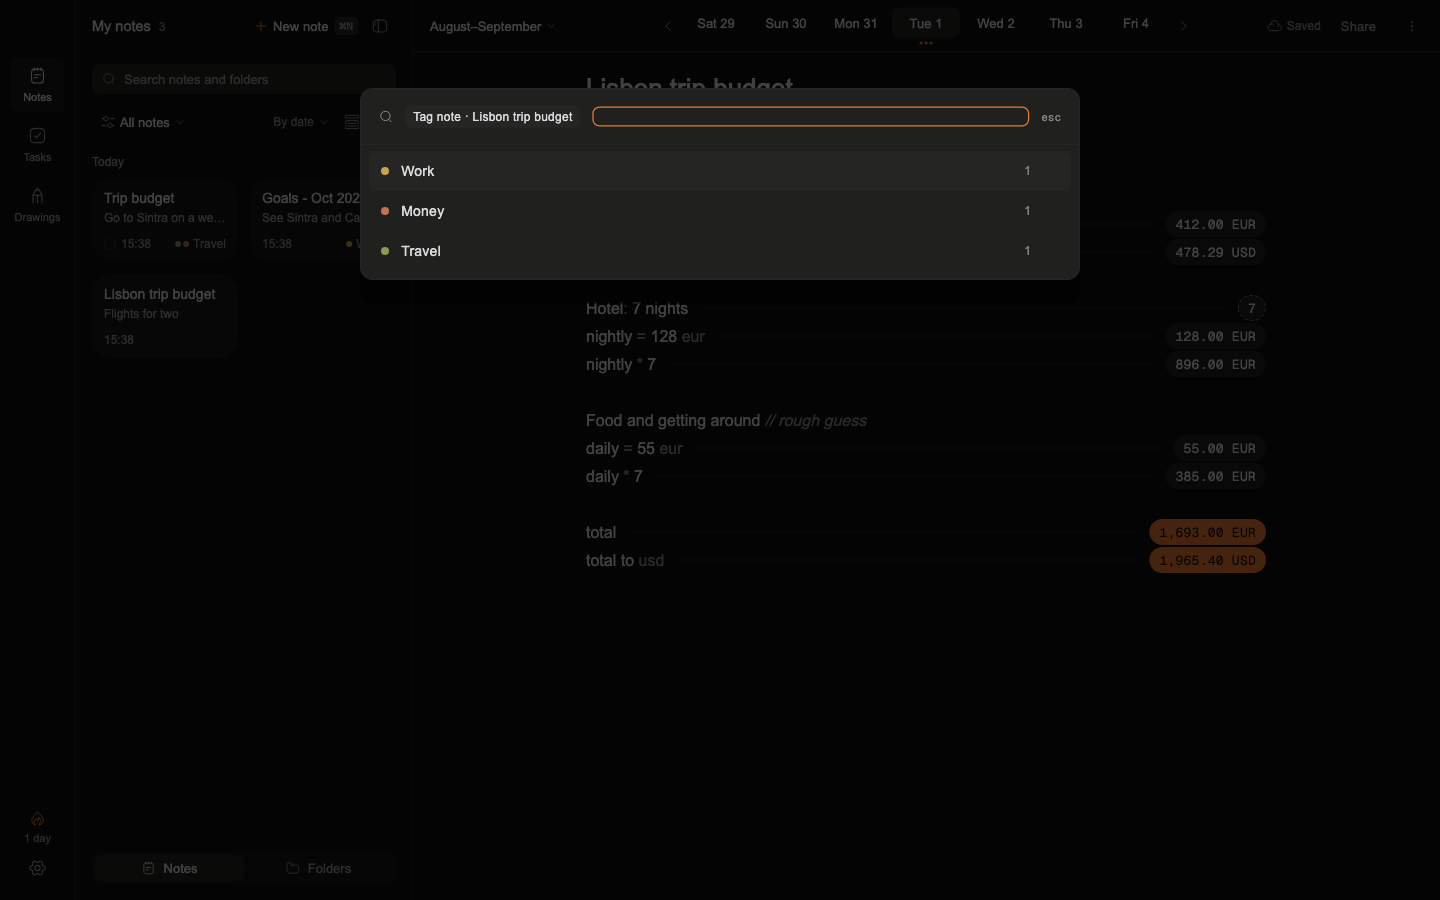 My notes 3
+ New note ⌘N
August–September
Sat 29
Sun 30
Mon 31
Tue 1
Wed 2
Thu 3
Fri 4
Saved
Share
Notes
Tasks
Drawings
Search notes and folders
All notes
By date
Today
Trip budget
Go to Sintra on a we…
15:38
Travel
Goals - Oct 202
See Sintra and Ca
15:38
Lisbon trip budget
Flights for two
15:38
Lisbon trip budget
Tag note · Lisbon trip budget
esc
Work 1
Money 1
Travel 1
412.00 EUR
478.29 USD
Hotel: 7 nights 7
nightly = 128 eur 128.00 EUR
nightly * 7 896.00 EUR
Food and getting around // rough guess
daily = 55 eur 55.00 EUR
daily * 7 385.00 EUR
total 1,693.00 EUR
total to usd 1,965.40 USD
1 day
Notes
Folders